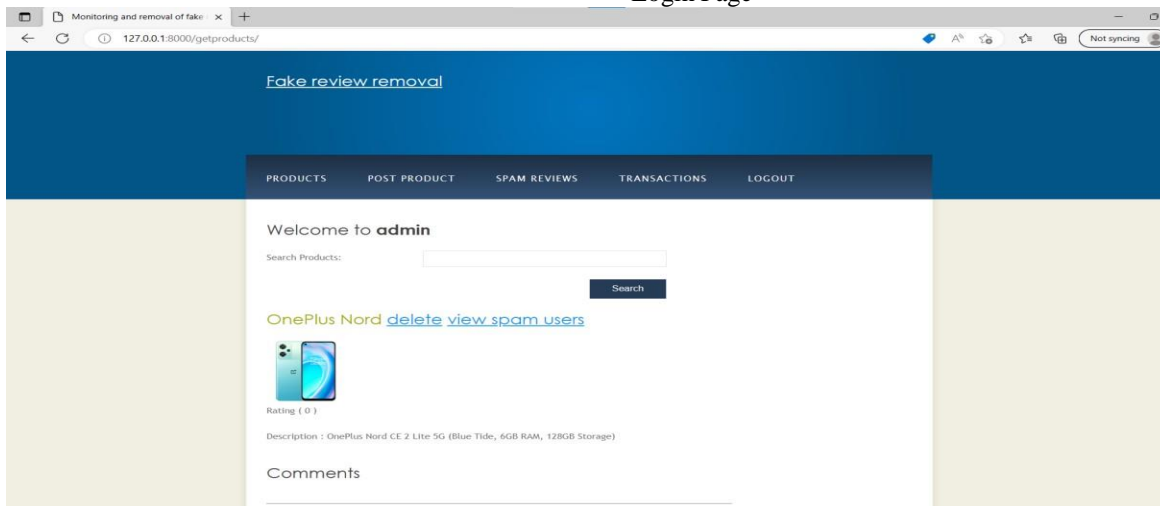 Login Page
Monitoring and removal of fake
127.0.0.1:8000/getproducts/
Not syncing
Fake review removal
PRODUCTS POST PRODUCT SPAM REVIEWS TRANSACTIONS LOGOUT
Welcome to admin
Search Products:
Search
OnePlus Nord delete view spam users
Rating ( 0 )
Description : OnePlus Nord CE 2 Lite 5G (Blue Tide, 6GB RAM, 128GB Storage)
Comments